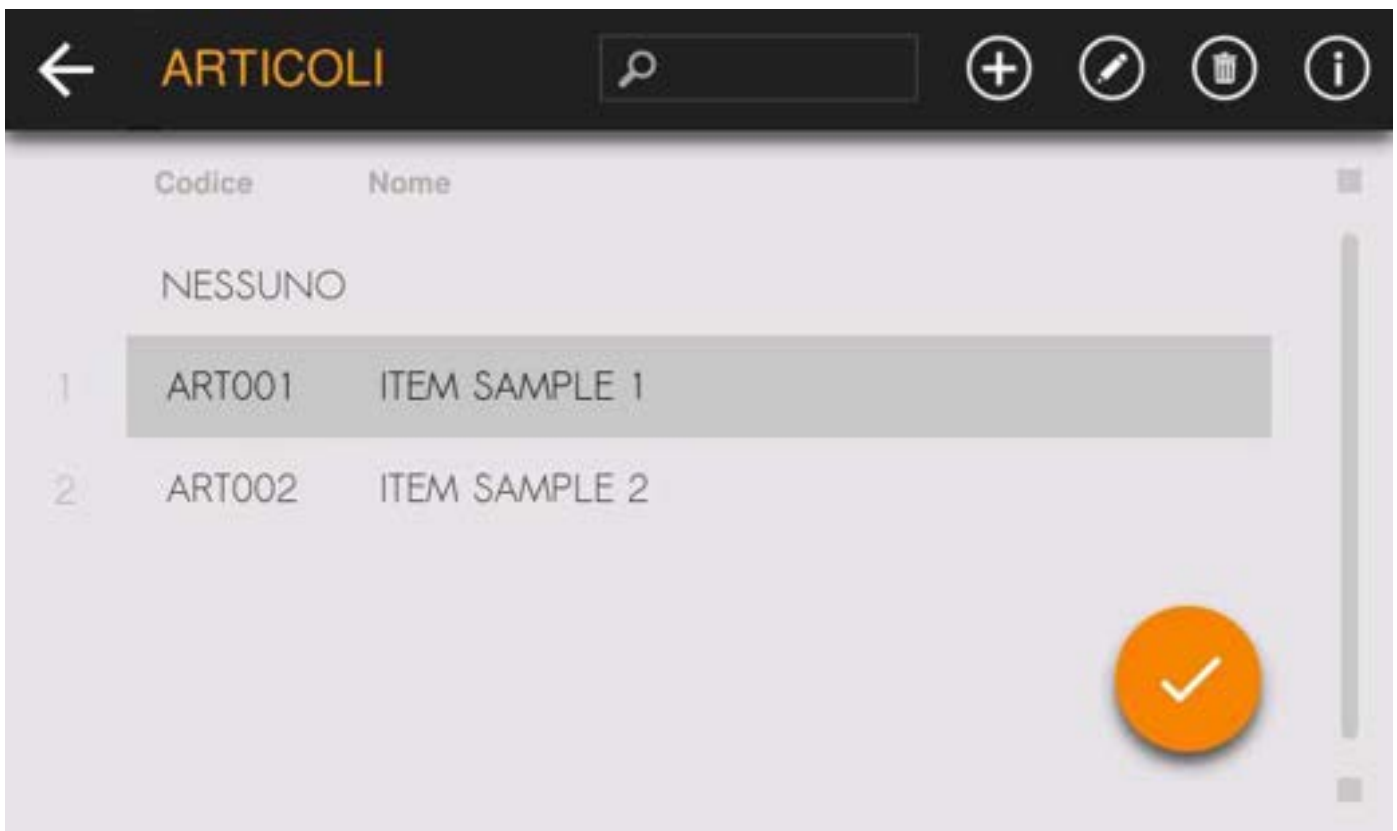 ARTICOLI
Codice Nome
NESSUNO
1 ART001 ITEM SAMPLE 1
2 ART002 ITEM SAMPLE 2